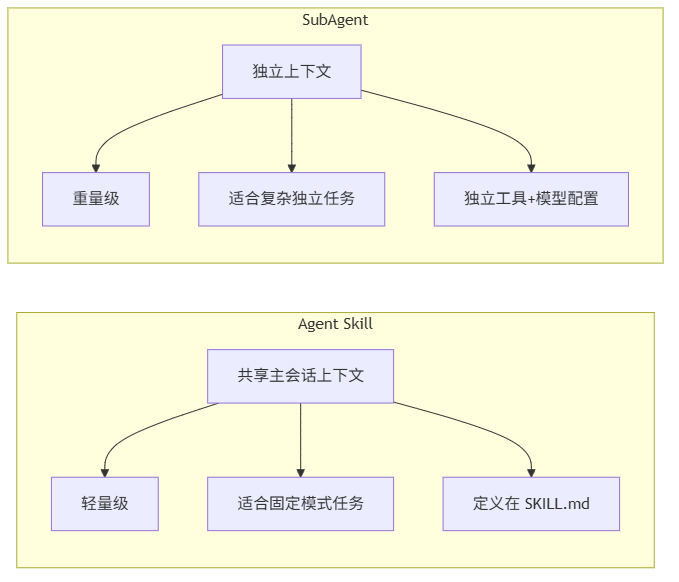 SubAgent
独立上下文
重量级
适合复杂独立任务
独立工具+模型配置
Agent Skill
共享主会话上下文
轻量级
适合固定模式任务
定义在 SKILL.md